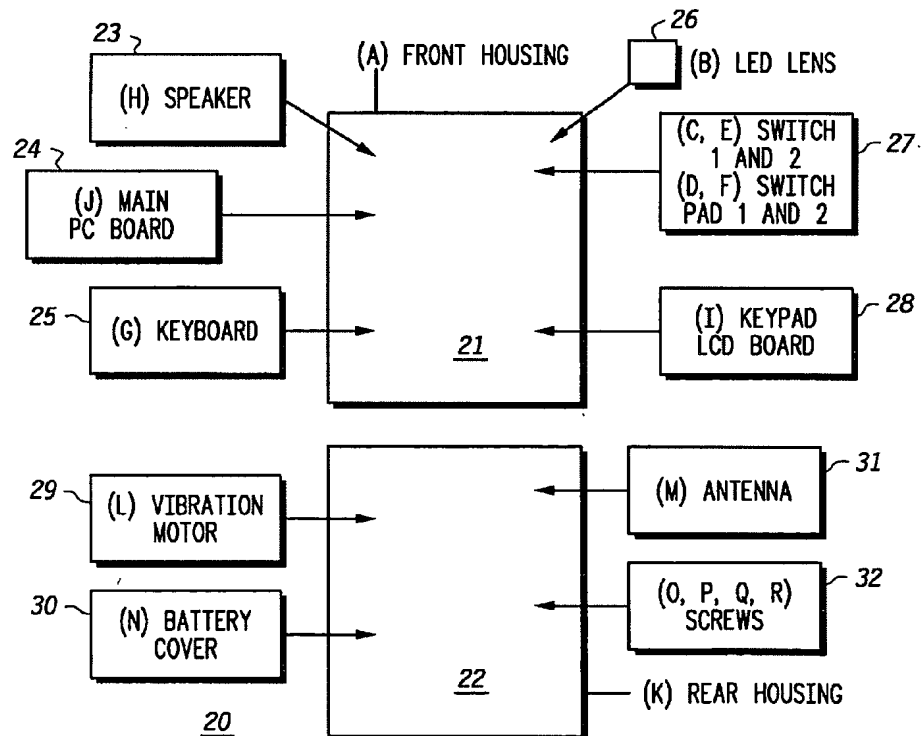 23
(H) SPEAKER
(A) FRONT HOUSING
26
(B) LED LENS
24
(J) MAIN
PC BOARD
(C, E) SWITCH
1 AND 2
(D, F) SWITCH
PAD 1 AND 2
27
25
(G) KEYBOARD
21
(I) KEYPAD
LCD BOARD
28
29
(L) VIBRATION
MOTOR
(M) ANTENNA
31
30
(N) BATTERY
COVER
22
(O, P, Q, R)
SCREWS
32
(K) REAR HOUSING
20